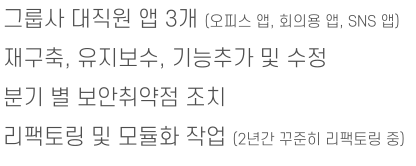 그룹사 대직원 앱 3개 (오피스 앱, 회의용 앱, SNS 앱)
재구축, 유지보수, 기능추가 및 수정
분기 별 보안취약점 조치
리팩토링 및 모듈화 작업 (2년간 꾸준히 리팩토링 중)